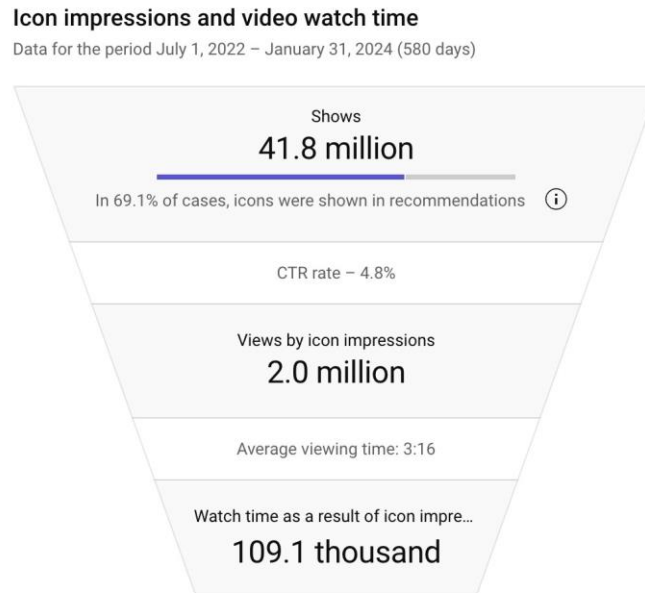 Icon impressions and video watch time
Data for the period July 1, 2022 – January 31, 2024 (580 days)
Shows
41.8 million
In 69.1% of cases, icons were shown in recommendations
CTR rate – 4.8%
Views by icon impressions
2.0 million
Average viewing time: 3:16
Watch time as a result of icon impre...
109.1 thousand